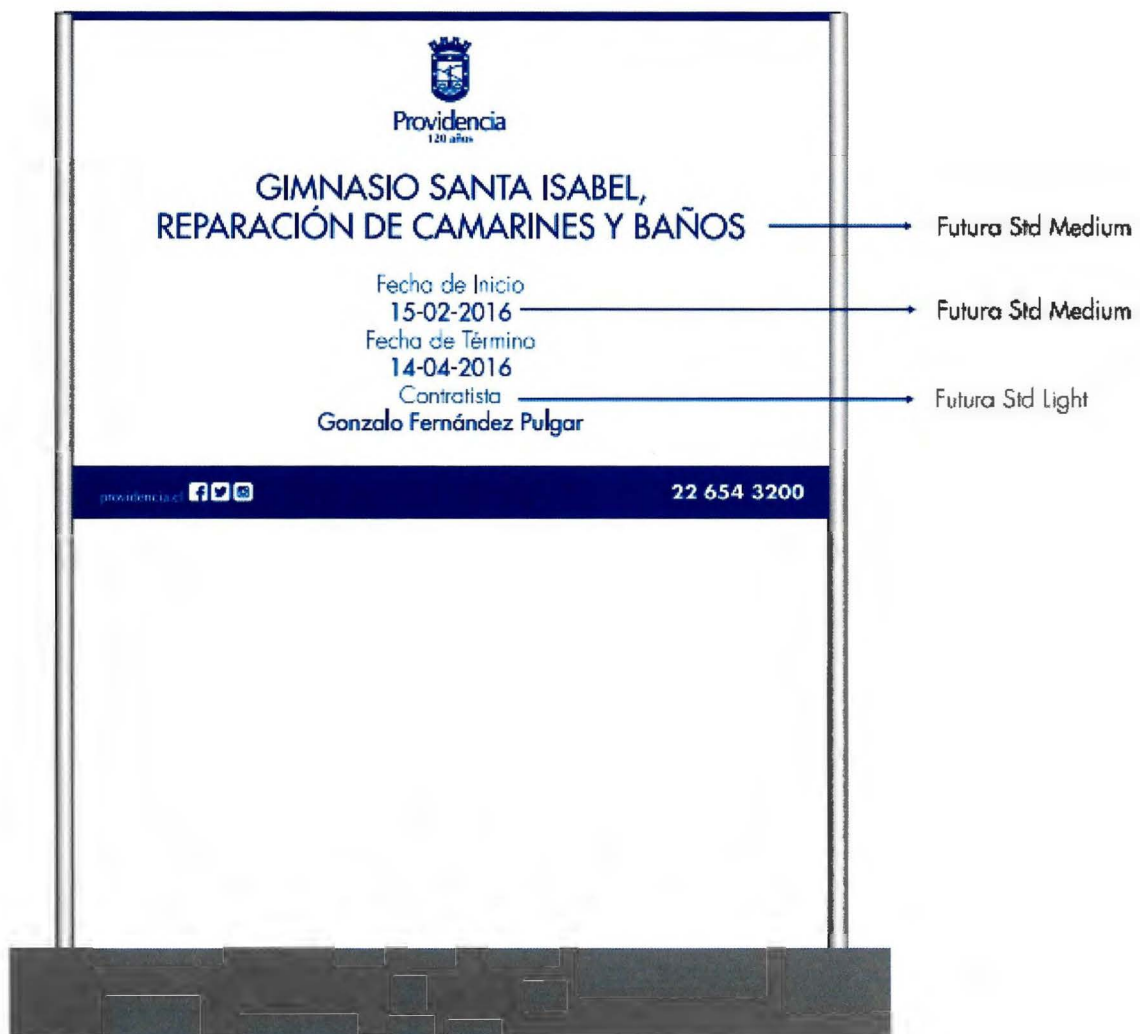 Providencia
120 años
GIMNASIO SANTA ISABEL,
REPARACIÓN DE CAMARINES Y BAÑOS
Futura Std Medium
Fecha de Inicio
15-02-2016
Futura Std Medium
Fecha de Término
14-04-2016
Contratista
Futura Std Light
Gonzalo Fernández Pulgar
providencia.cl
22 654 3200